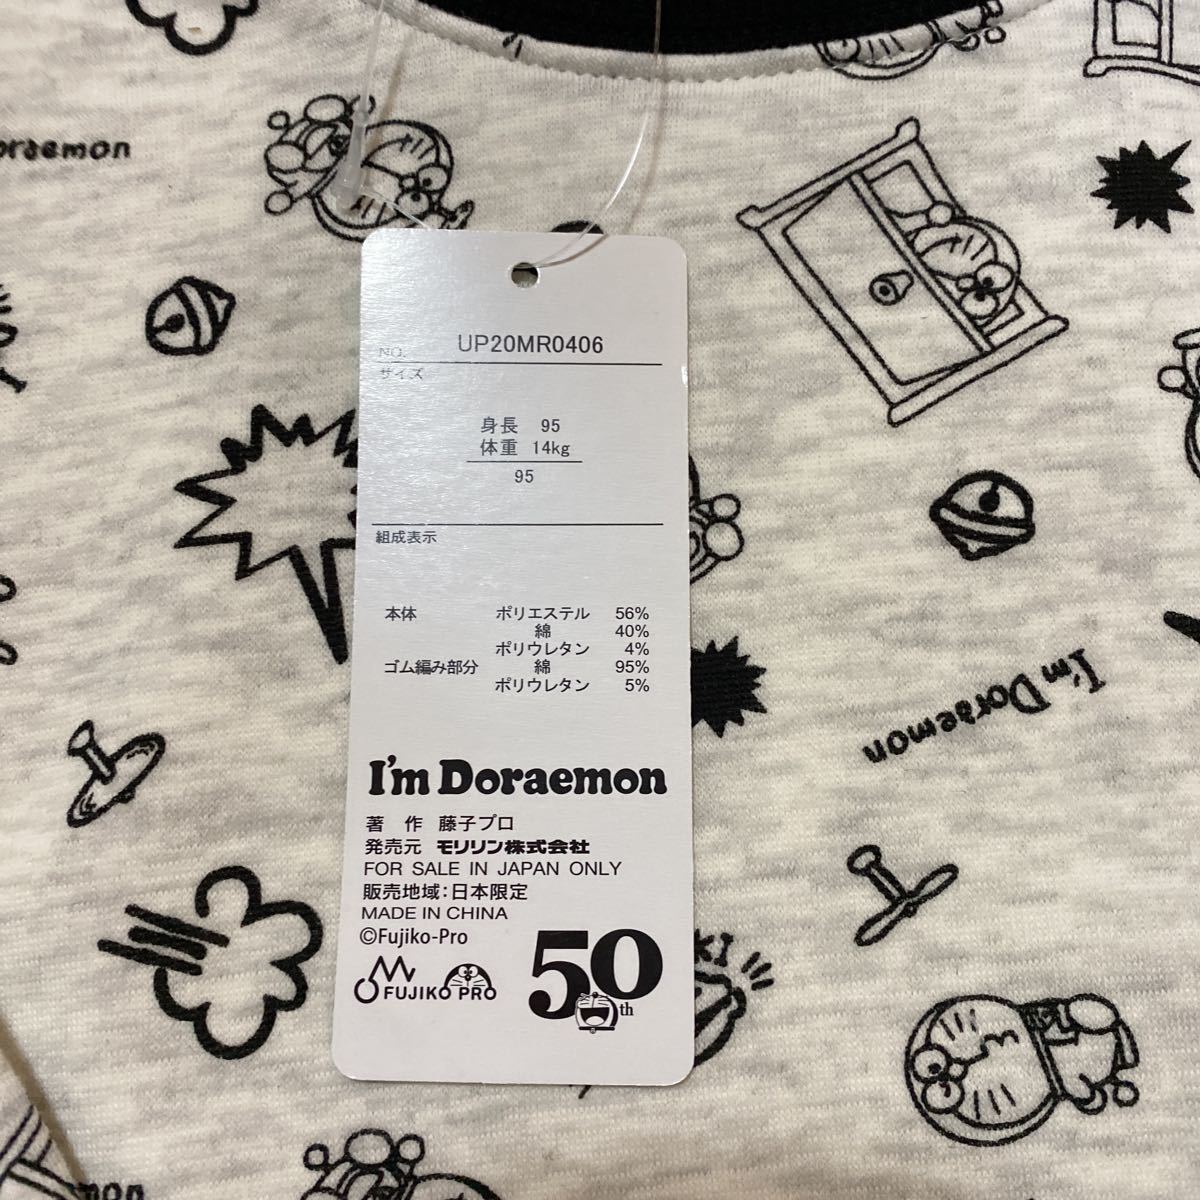 oraemon
NO. UP20MR0406
サイズ
身長 95
体重 14kg
95
組成表示
本体 ポリエステル 56%
綿 40%
ポリウレタン 4%
ゴム編み部分 綿 95%
ポリウレタン 5%
I'm Doraemon
I'm Doraemon
著 作 藤子プロ
発売元 モリリン株式会社
FOR SALE IN JAPAN ONLY
販売地域:日本限定
MADE IN CHINA
©Fujiko-Pro
FUJIKO PRO
50th
KI
mon